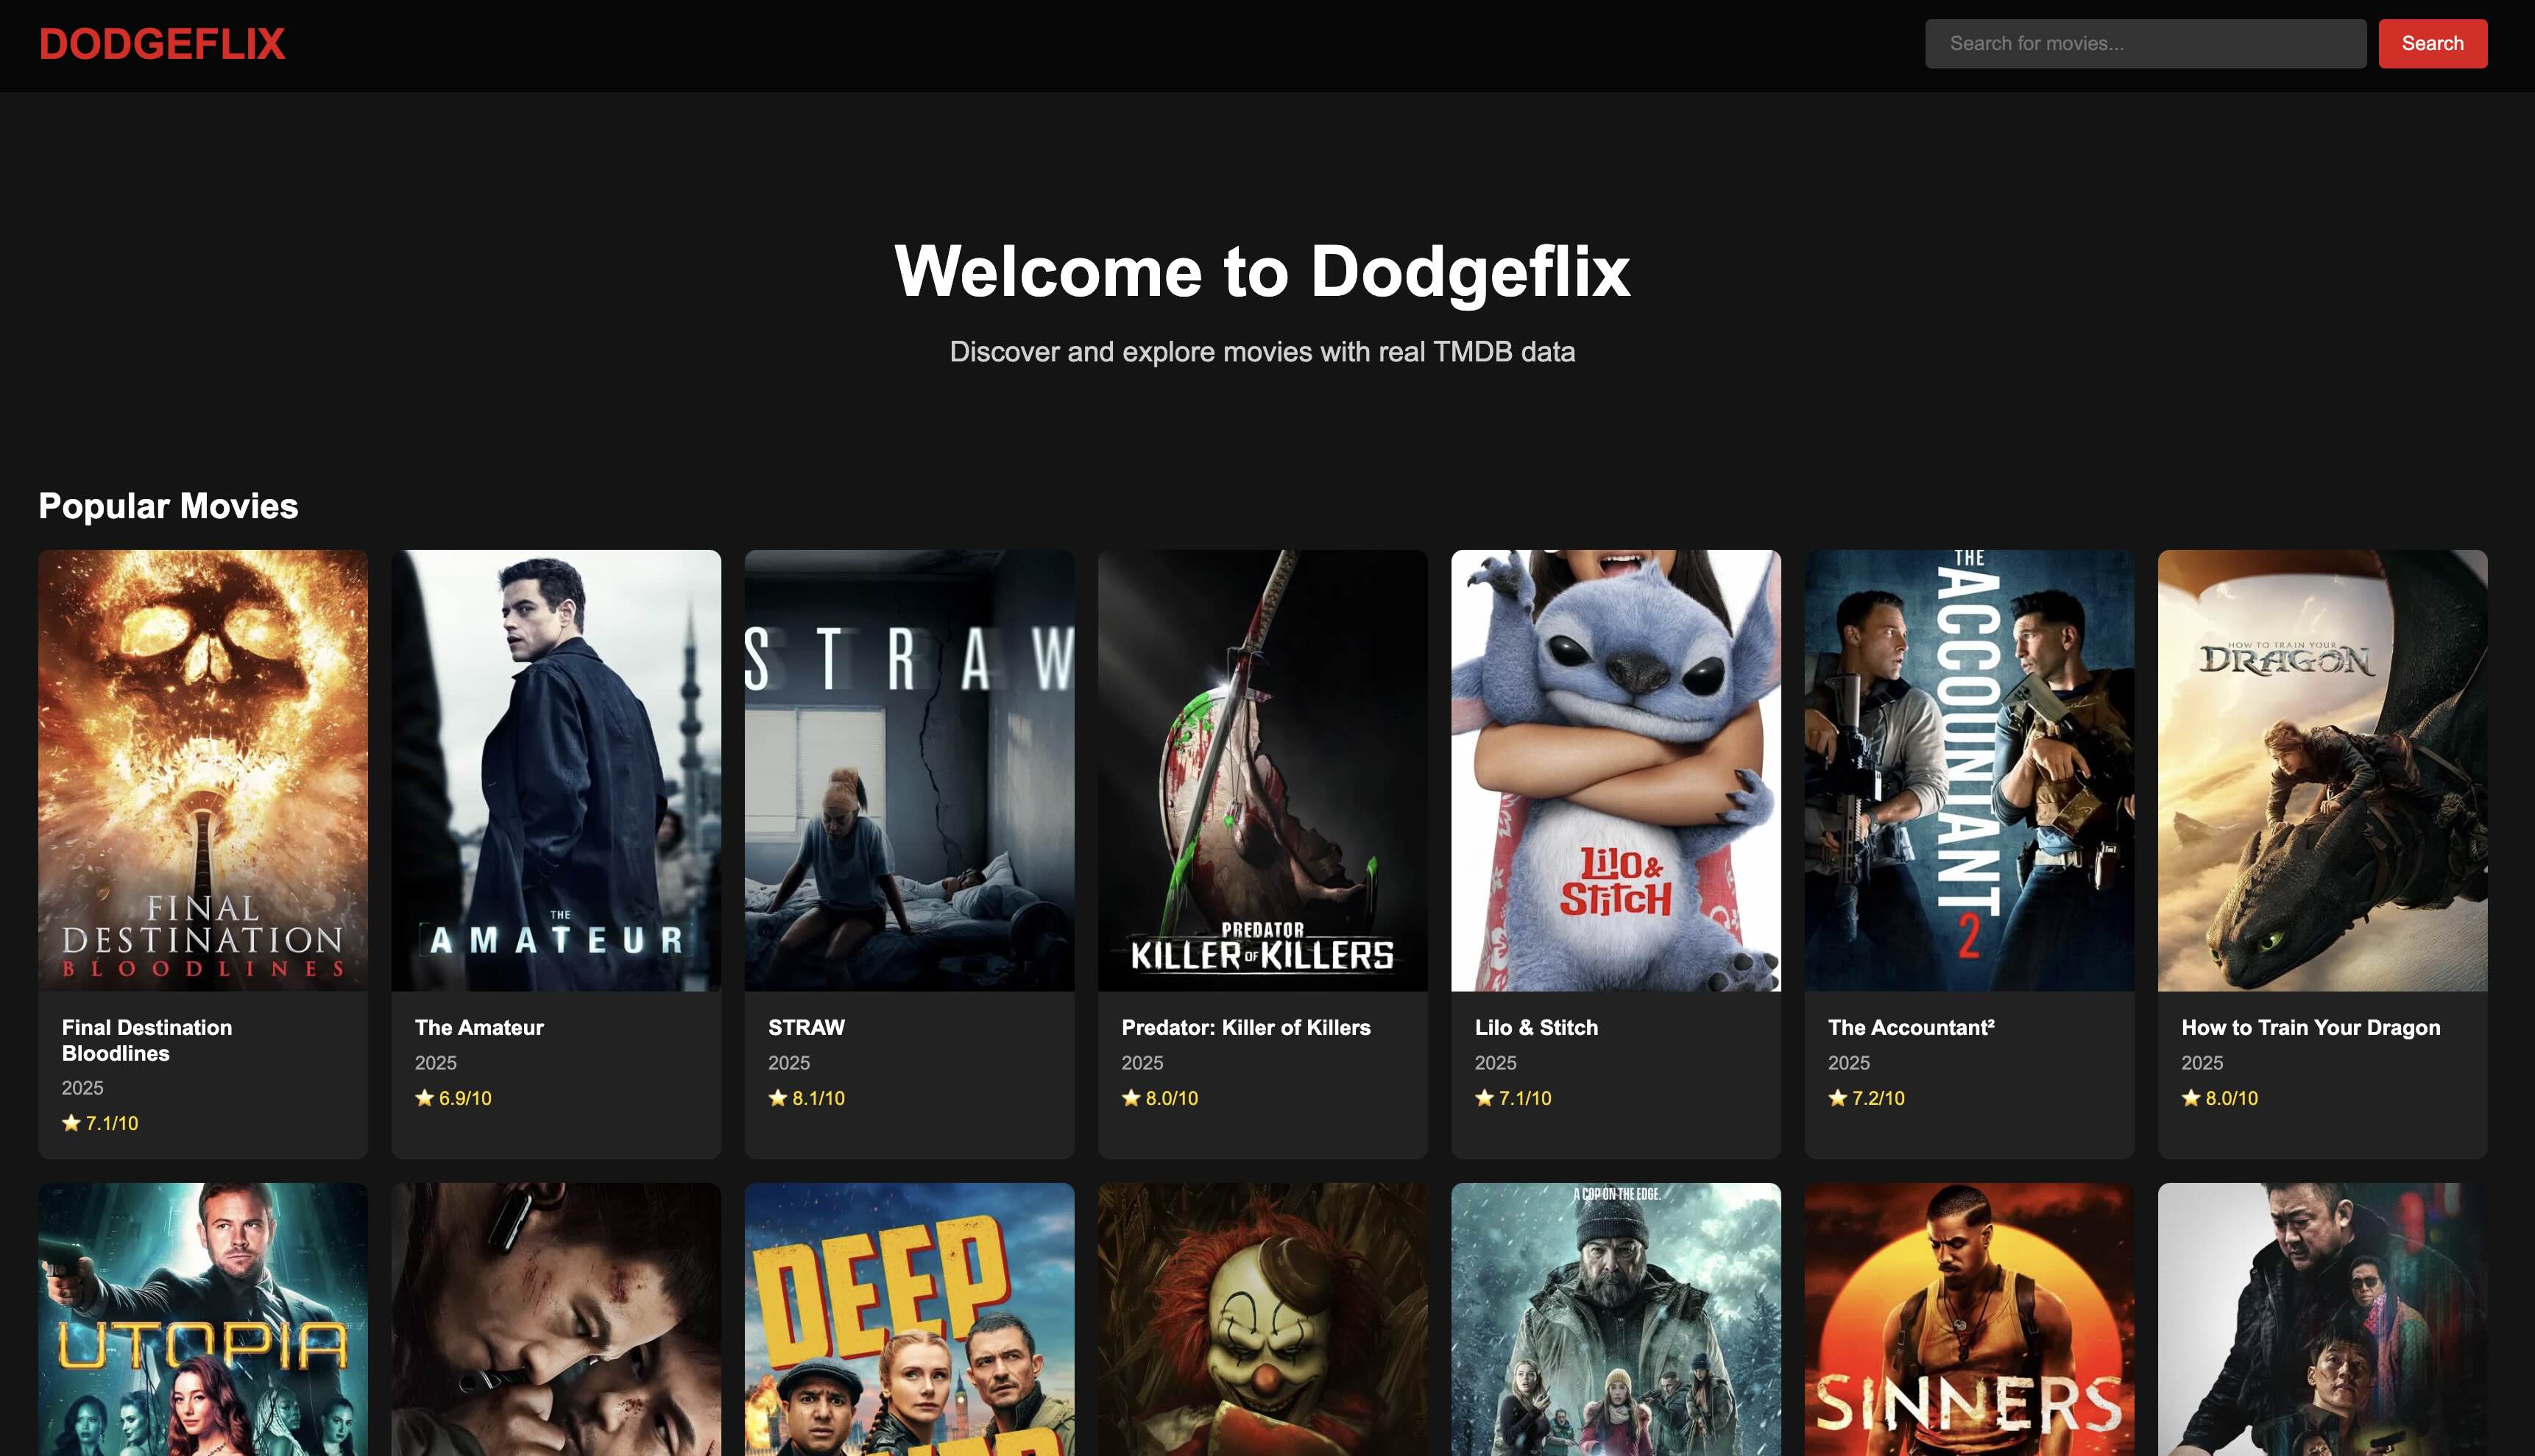 DODGEFLIX
Search for movies...
Search
Welcome to Dodgeflix
Discover and explore movies with real TMDB data
Popular Movies
FINAL
DESTINATION
BLOODLINES
THE
AMATEUR
STRAW
PREDATOR
KILLER OF KILLERS
Lilo &
Stitch
THE
ACCOUNTANT
2
HOW TO TRAIN YOUR
DRAGON
Final Destination
Bloodlines
2025
⭐ 7.1/10
The Amateur
2025
⭐ 6.9/10
STRAW
2025
⭐ 8.1/10
Predator: Killer of Killers
2025
⭐ 8.0/10
Lilo & Stitch
2025
⭐ 7.1/10
The Accountant²
2025
⭐ 7.2/10
How to Train Your Dragon
2025
⭐ 8.0/10
UTOPIA
DEEP
A COP ON THE EDGE.
SINNERS